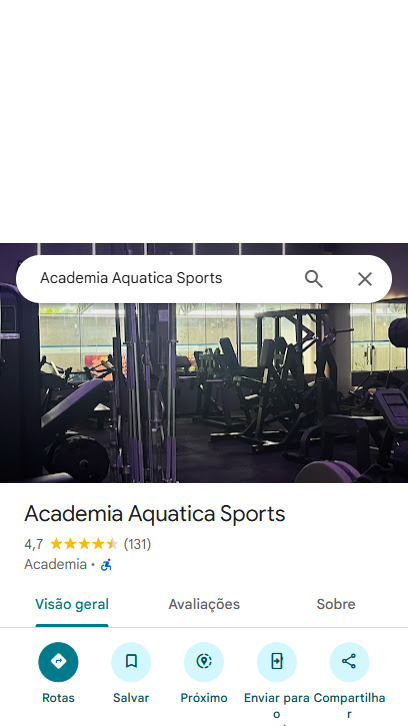 Academia Aquatica Sports
Academia Aquatica Sports
4,7 (131)
Academia ·
Visão geral Avaliações Sobre
Rotas Salvar Próximo Enviar para Compartilha
o r